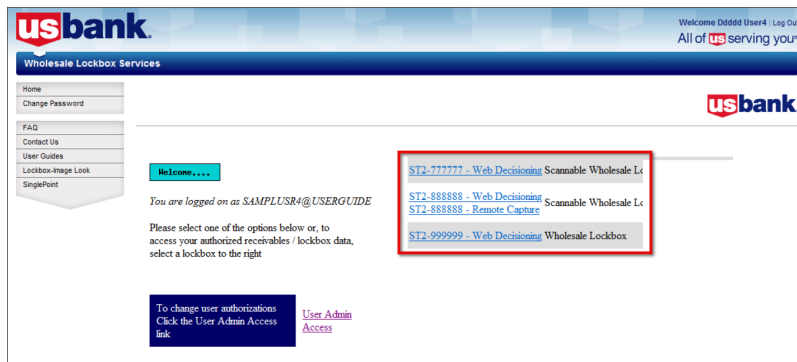 usbank.
Welcome Ddddd User4 | Log Ou
All of us serving you
Wholesale Lockbox Services
Home
Change Password
FAQ
Contact Us
User Guides
Lockbox-Image Look
SinglePoint
usbank
Welcome....
You are logged on as SAMPLUSR4@USERGUIDE
Please select one of the options below or, to
access your authorized receivables / lockbox data,
select a lockbox to the right
ST2-777777 - Web Decisioning Scannable Wholesale Lo
ST2-888888 - Web Decisioning
ST2-888888 - Remote Capture
Scannable Wholesale Lo
ST2-999999 - Web Decisioning Wholesale Lockbox
To change user authorizations
Click the User Admin Access
link
User Admin
Access